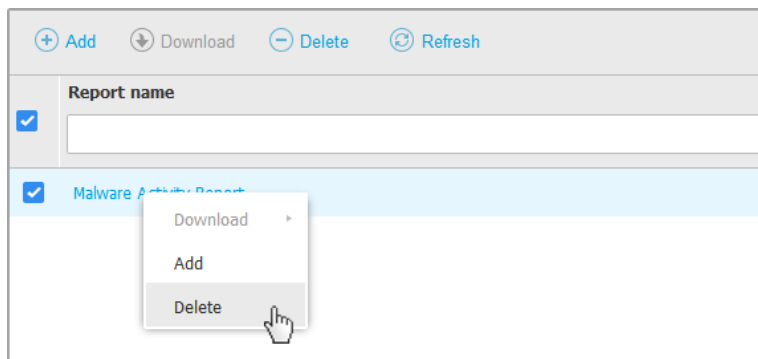 Add Download Delete Refresh
Report name
Malware Activity Report
Download
Add
Delete